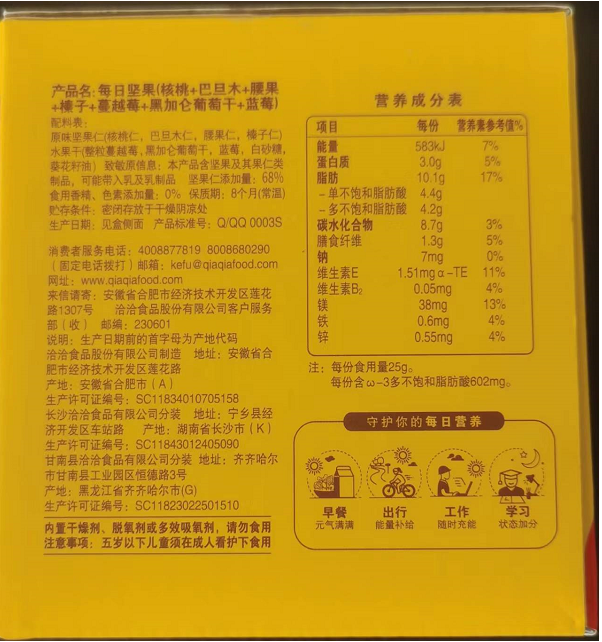 产品名:每日坚果(核桃+巴旦木+腰果
+榛子+蔓越莓+黑加仑葡萄干+蓝莓)
配料表:
原味坚果仁(核桃仁，巴旦木仁，腰果仁，榛子仁)
水果干(整粒蔓越莓,黑加仑葡萄干，蓝莓，白砂糖,
葵花籽油) 致敏原信息：本产品含坚果及其果仁类
制品，可能带入乳及乳制品 坚果仁添加量：68%
食用香精、色素添加量：0% 保质期：8个月(常温)
贮存条件：密闭存放于干燥阴凉处
生产日期：见盒侧面 产品标准号：Q/QQ 0003S
消费者服务电话：4008877819 8008680290
(固定电话拨打) 邮箱：kefu@qiaqiafood.com
网址：www.qiaqiafood.com
来信请寄：安徽省合肥市经济技术开发区莲花
路1307号 洽洽食品股份有限公司客户服务
部（收） 邮编：230601
说明：生产日期前的首字母为产地代码
洽洽食品股份有限公司制造 地址：安徽省合
肥市经济技术开发区莲花路
产地：安徽省合肥市（A）
生产许可证编号：SC11834010705158
长沙洽洽食品有限公司分装 地址：宁乡县经
济开发区车站路 产地：湖南省长沙市（K）
生产许可证编号：SC11843012405090
甘南县洽洽食品有限公司分装 地址：齐齐哈尔
市甘南县工业园区恒德路3号
产地：黑龙江省齐齐哈尔市(G)
生产许可证编号：SC11823022501510
内置干燥剂、脱氧剂或多效吸氧剂，请勿食用
注意事项：五岁以下儿童须在成人看护下食用
营养成分表
项目 每份 营养素参考值%
能量 583kJ 7%
蛋白质 3.0g 5%
脂肪 10.1g 17%
-单不饱和脂肪酸 4.4g
-多不饱和脂肪酸 4.2g
碳水化合物 8.7g 3%
膳食纤维 1.3g 5%
钠 7mg 0%
维生素E 1.51mg α-TE 11%
维生素B₂ 0.05mg 4%
镁 38mg 13%
铁 0.6mg 4%
锌 0.55mg 4%
注：每份食用量25g。
每份含ω-3多不饱和脂肪酸602mg。
守护你的每日营养
早餐 出行 工作 学习
元气满满 能量补给 随时充能 状态加分